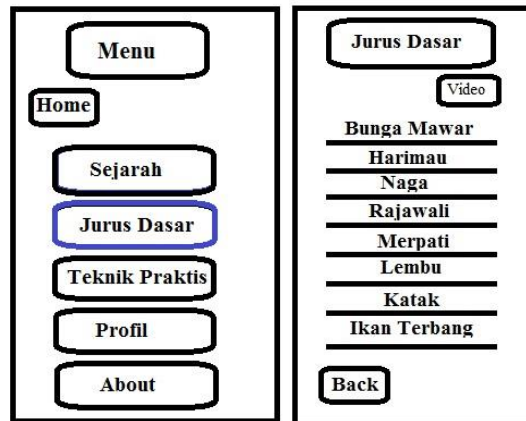 Menu
Home
Sejarah
Jurus Dasar
Teknik Praktis
Profil
About
Jurus Dasar
Video
Bunga Mawar
Harimau
Naga
Rajawali
Merpati
Lembu
Katak
Ikan Terbang
Back